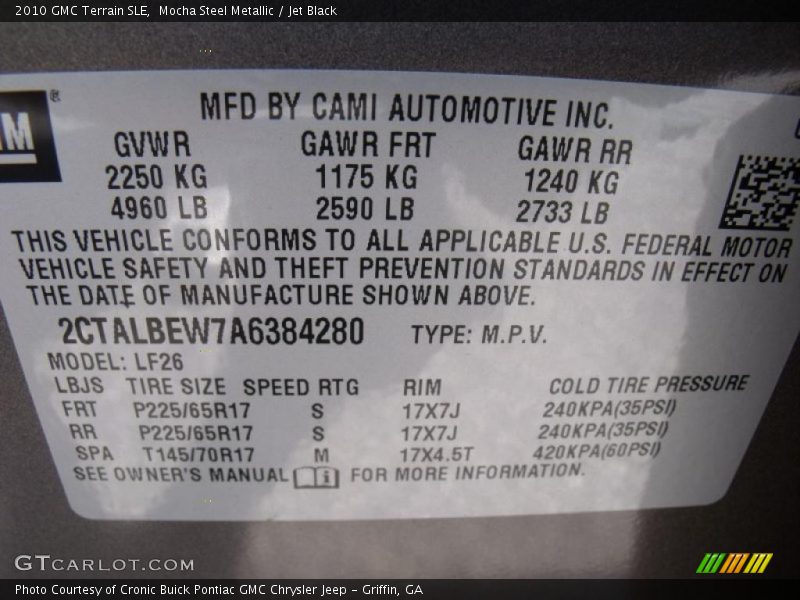 2010 GMC Terrain SLE, Mocha Steel Metallic / Jet Black
MFD BY CAMI AUTOMOTIVE INC.
GVWR GAWR FRT GAWR RR
2250 KG 1175 KG 1240 KG
4960 LB 2590 LB 2733 LB
THIS VEHICLE CONFORMS TO ALL APPLICABLE U.S. FEDERAL MOTOR
VEHICLE SAFETY AND THEFT PREVENTION STANDARDS IN EFFECT ON
THE DATE OF MANUFACTURE SHOWN ABOVE.
2CTALBEW7A6384280 TYPE: M.P.V.
MODEL: LF26
LBJS TIRE SIZE SPEED RTG RIM COLD TIRE PRESSURE
FRT P225/65R17 S 17X7J 240KPA(35PSI)
RR P225/65R17 S 17X7J 240KPA(35PSI)
SPA T145/70R17 M 17X4.5T 420KPA(60PSI)
SEE OWNER'S MANUAL FOR MORE INFORMATION.
GTCARLOT.COM
Photo Courtesy of Cronic Buick Pontiac GMC Chrysler Jeep – Griffin, GA